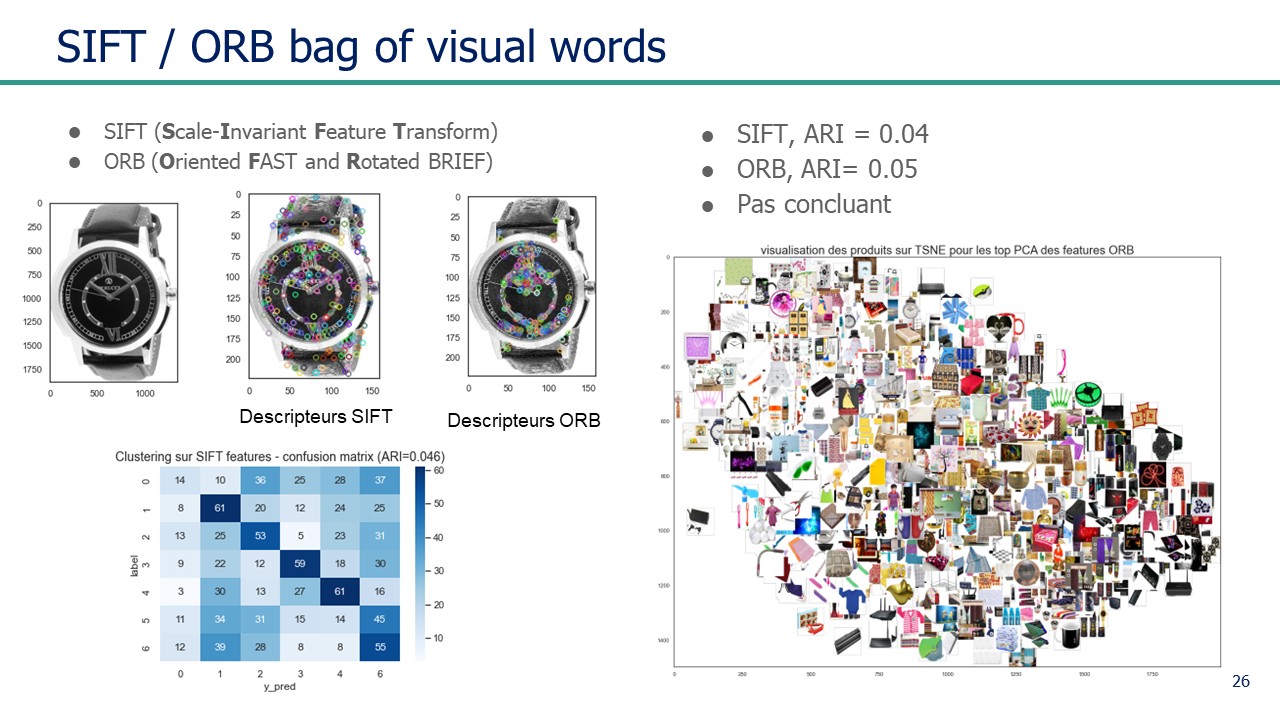 SIFT / ORB bag of visual words
● SIFT (Scale-Invariant Feature Transform)
● ORB (Oriented FAST and Rotated BRIEF)
0
250
500
750
1000
1250
1500
1750
0 500 1000
0
25
50
75
100
125
150
175
200
0 50 100 150
Descripteurs SIFT
0
25
50
75
100
125
150
175
200
0 50 100 150
Descripteurs ORB
Clustering sur SIFT features - confusion matrix (ARI=0.046)
label
0 14 10 36 25 28 37
1 8 61 20 12 24 25
2 13 25 53 5 23 31
3 9 22 12 59 18 30
4 3 30 13 27 61 16
5 11 34 31 15 14 45
6 12 39 28 8 8 55
0 1 2 3 4 6
y_pred
60
50
40
30
20
10
● SIFT, ARI = 0.04
● ORB, ARI= 0.05
● Pas concluant
visualisation des produits sur TSNE pour les top PCA des features ORB
0
200
400
600
800
1000
1200
1400
0 250 500 750 1000 1250 1500 1750
26